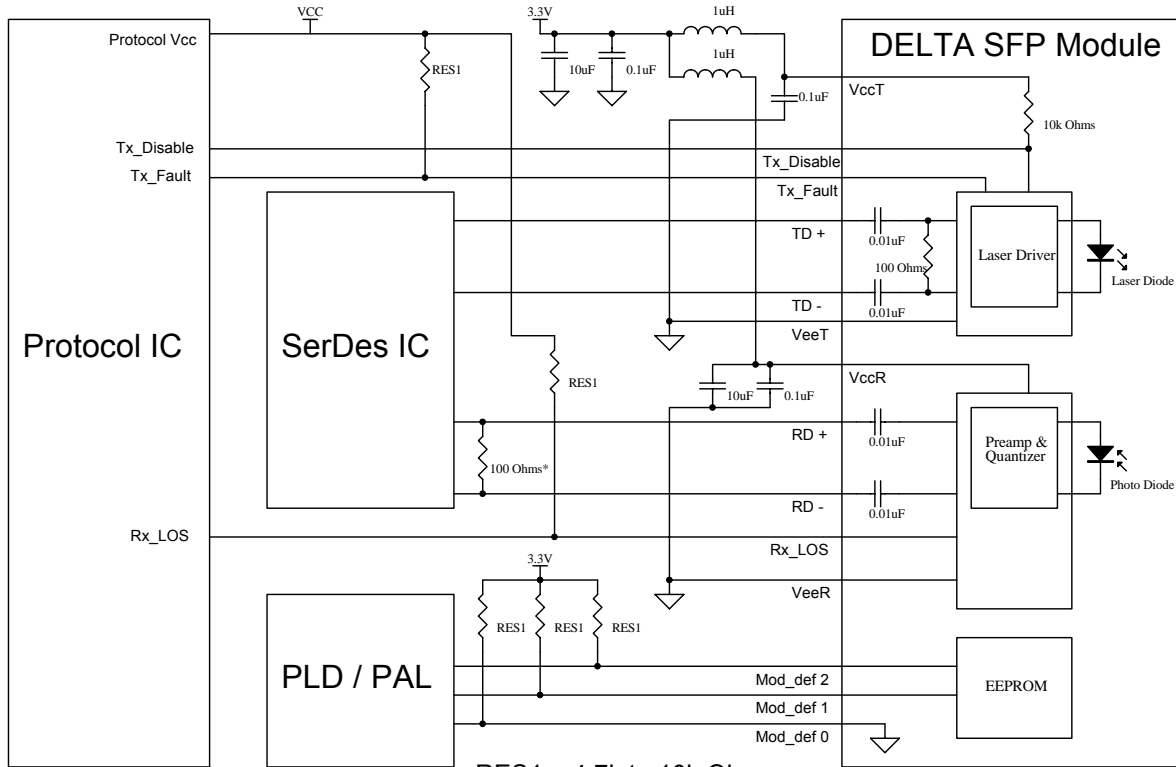 VCC
3.3V
1uH
DELTA SFP Module
Protocol Vcc
RES1
10uF
0.1uF
1uH
0.1uF
VccT
10k Ohms
Tx_Disable
Tx_Disable
Tx_Fault
Tx_Fault
TD +
0.01uF
100 Ohms
Laser Driver
Laser Diode
TD -
0.01uF
VeeT
Protocol IC
SerDes IC
RES1
VccR
10uF
0.1uF
RD +
0.01uF
Preamp &
Quantizer
100 Ohms*
Photo Diode
RD -
0.01uF
Rx_LOS
Rx_LOS
3.3V
VeeR
RES1
RES1
RES1
PLD / PAL
Mod_def 2
EEPROM
Mod_def 1
Mod_def 0